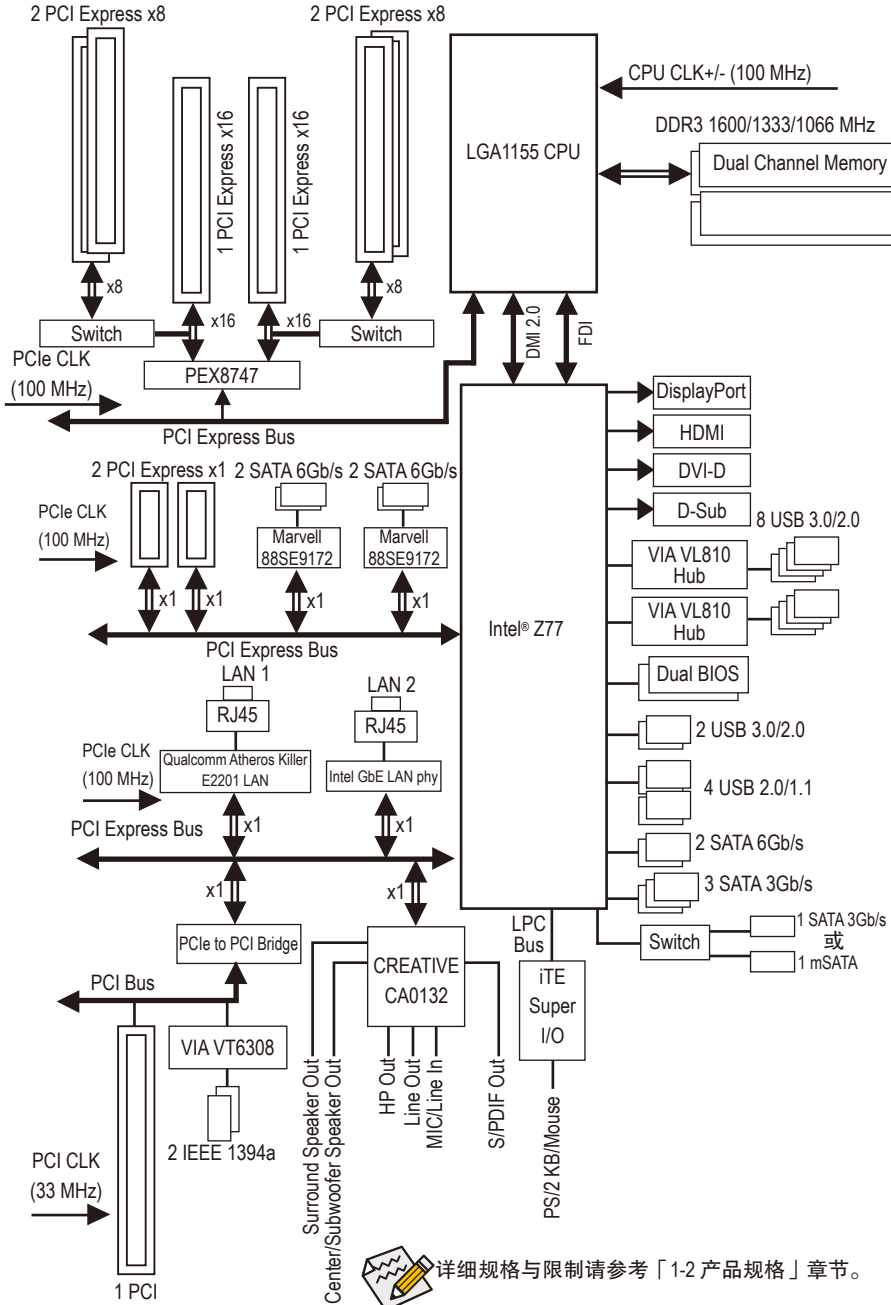 2 PCI Express x8
2 PCI Express x8
1 PCI Express x16
1 PCI Express x16
x8
x16
x16
x8
Switch
Switch
PEX8747
PCIe CLK
(100 MHz)
PCI Express Bus
LGA1155 CPU
CPU CLK+/- (100 MHz)
DDR3 1600/1333/1066 MHz
Dual Channel Memory
DMI 2.0
FDI
2 PCI Express x1
2 SATA 6Gb/s
2 SATA 6Gb/s
PCIe CLK
(100 MHz)
Marvell
88SE9172
Marvell
88SE9172
x1
x1
x1
x1
PCI Express Bus
Intel® Z77
DisplayPort
HDMI
DVI-D
D-Sub
8 USB 3.0/2.0
VIA VL810
Hub
VIA VL810
Hub
Dual BIOS
2 USB 3.0/2.0
4 USB 2.0/1.1
2 SATA 6Gb/s
3 SATA 3Gb/s
Switch
1 SATA 3Gb/s
或
1 mSATA
LAN 1
RJ45
LAN 2
RJ45
PCIe CLK
(100 MHz)
Qualcomm Atheros Killer
E2201 LAN
Intel GbE LAN phy
x1
x1
PCI Express Bus
x1
x1
PCIe to PCI Bridge
CREATIVE
CA0132
LPC
Bus
iTE
Super
I/O
PCI Bus
VIA VT6308
2 IEEE 1394a
PCI CLK
(33 MHz)
1 PCI
Surround Speaker Out
Center/Subwoofer Speaker Out
HP Out
Line Out
MIC/Line In
S/PDIF Out
PS/2 KB/Mouse
详细规格与限制请参考「1-2 产品规格」章节。